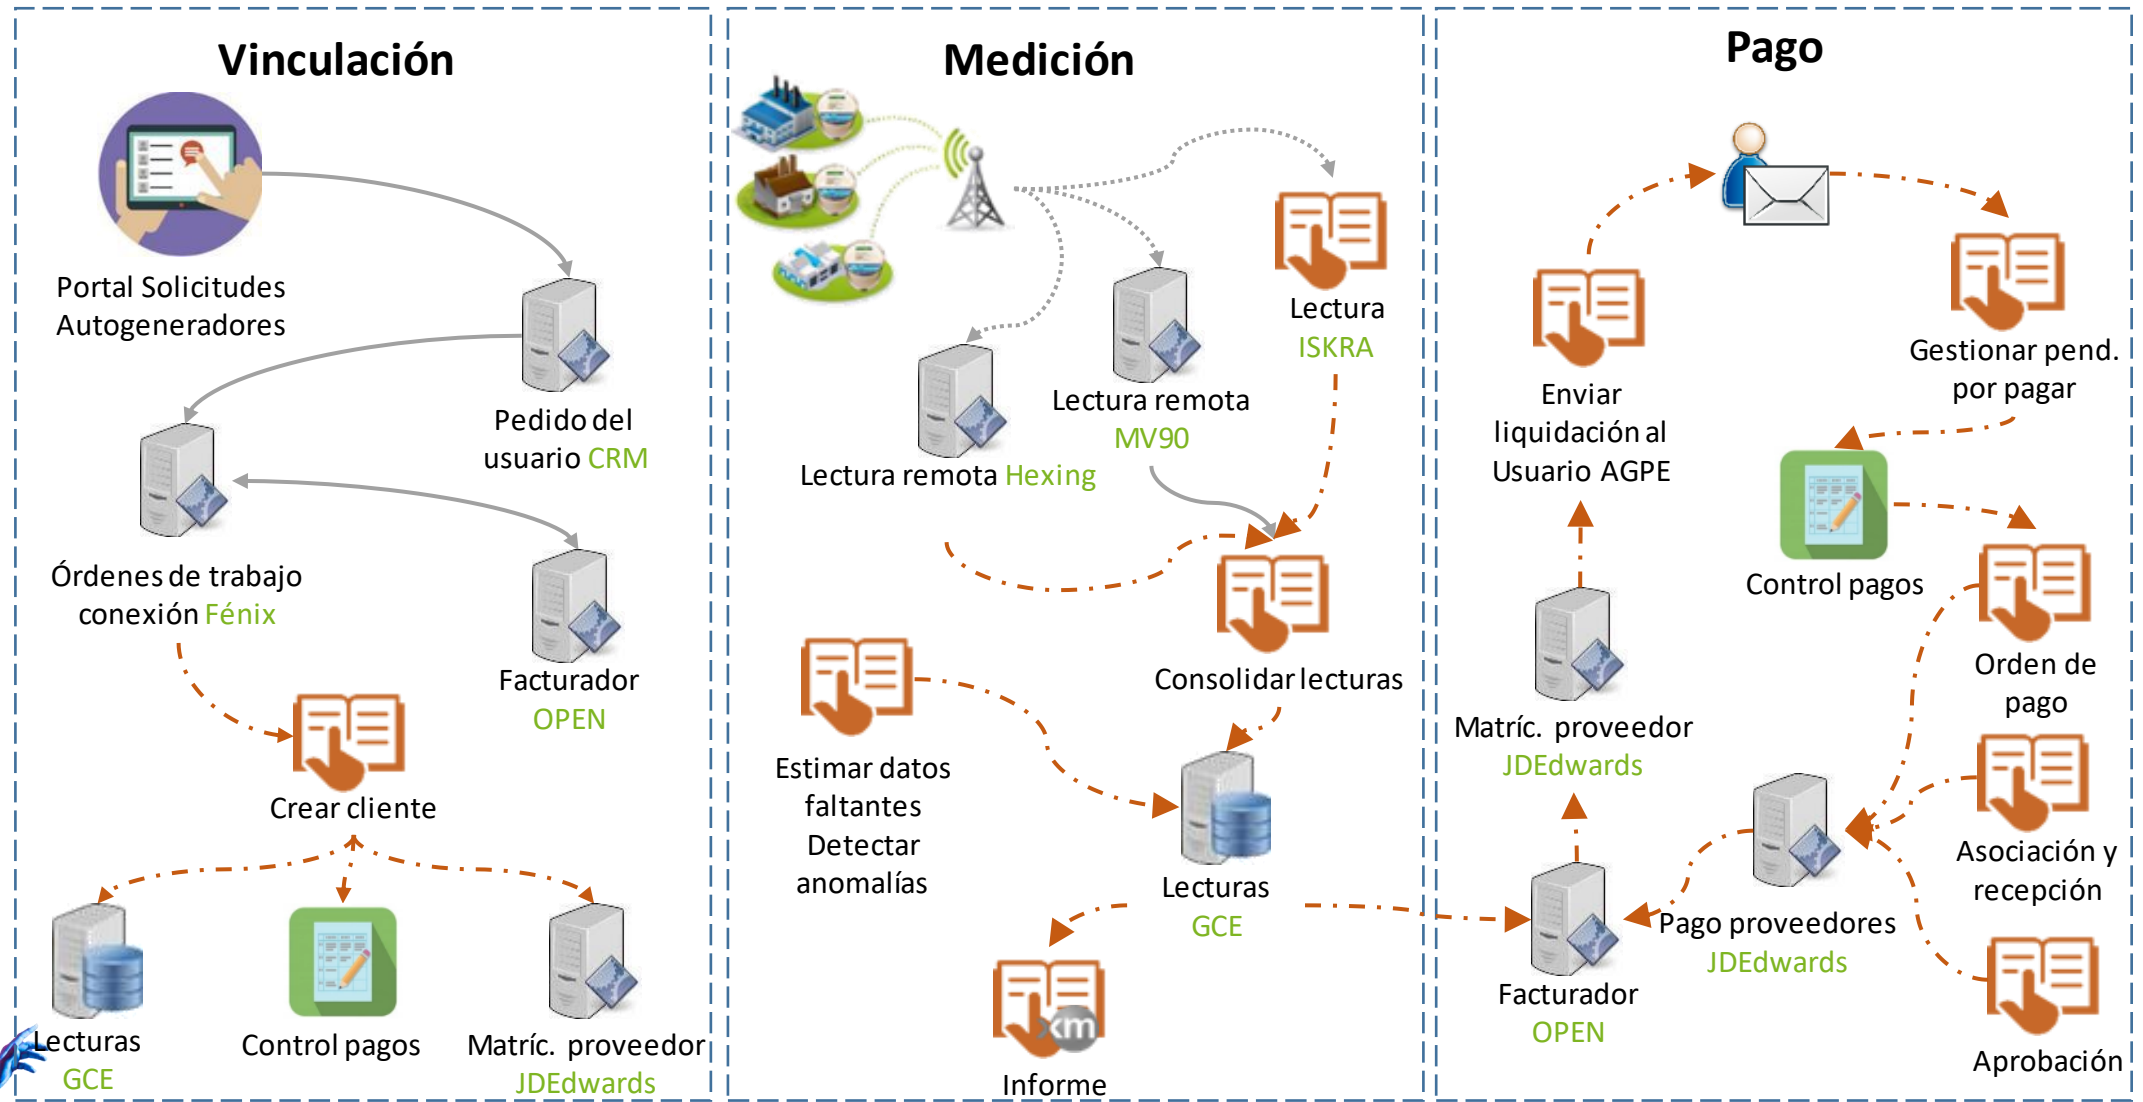 Vinculación
Portal Solicitudes
Autogeneradores
Pedido del
usuario CRM
Órdenes de trabajo
conexión Fénix
Facturador
OPEN
Crear cliente
Lecturas
GCE
Control pagos
Matríc. proveedor
JDEdwards
Medición
Lectura
ISKRA
Lectura remota
MV90
Lectura remota Hexing
Consolidar lecturas
Estimar datos
faltantes
Detectar
anomalías
Lecturas
GCE
xm
Informe
Pago
Gestionar pend.
por pagar
Enviar
liquidación al
Usuario AGPE
Control pagos
Orden de
pago
Matríc. proveedor
JDEdwards
Asociación y
recepción
Pago proveedores
JDEdwards
Facturador
OPEN
Aprobación